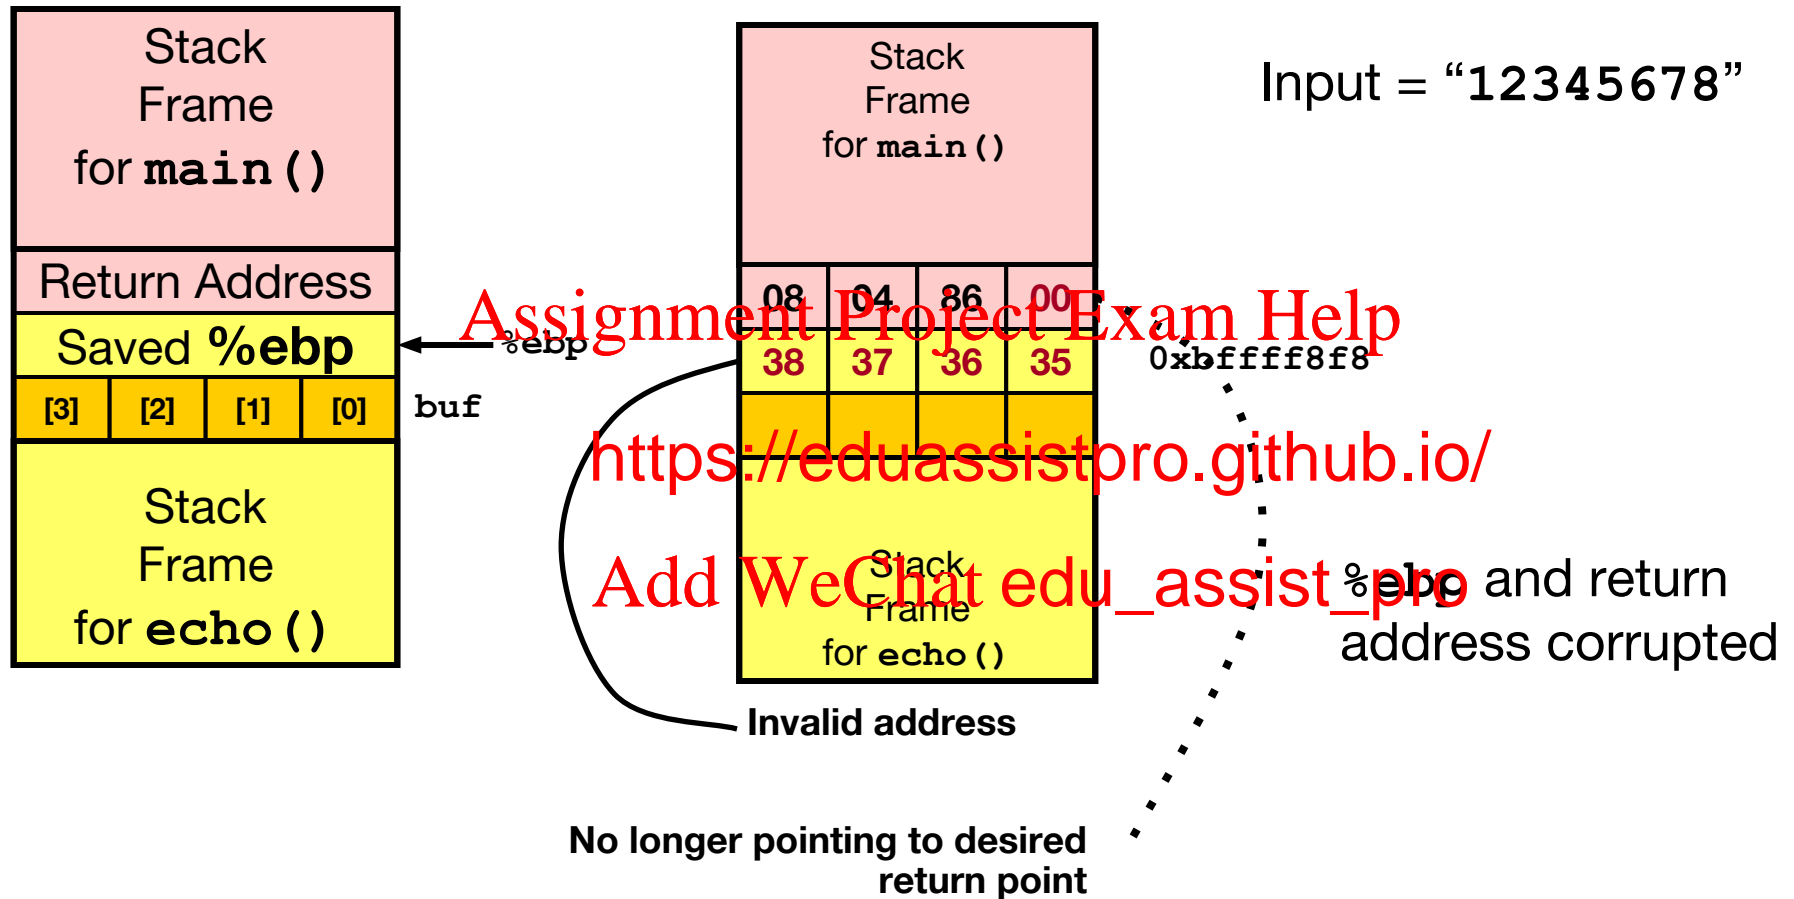 Stack
Frame
for main()
Return Address
Saved %ebp
[3] [2] [1] [0]
Stack
Frame
for echo()
%ebp
buf
Stack
Frame
for main()
08 04 86 00
38 37 36 35
Stack
Frame
for echo()
0xbffff8f8
Input = “12345678”
Assignment Project Exam Help
https://eduassistpro.github.io/
Add WeChat edu_assist_pro
%ebp and return
address corrupted
Invalid address
No longer pointing to desired
return point